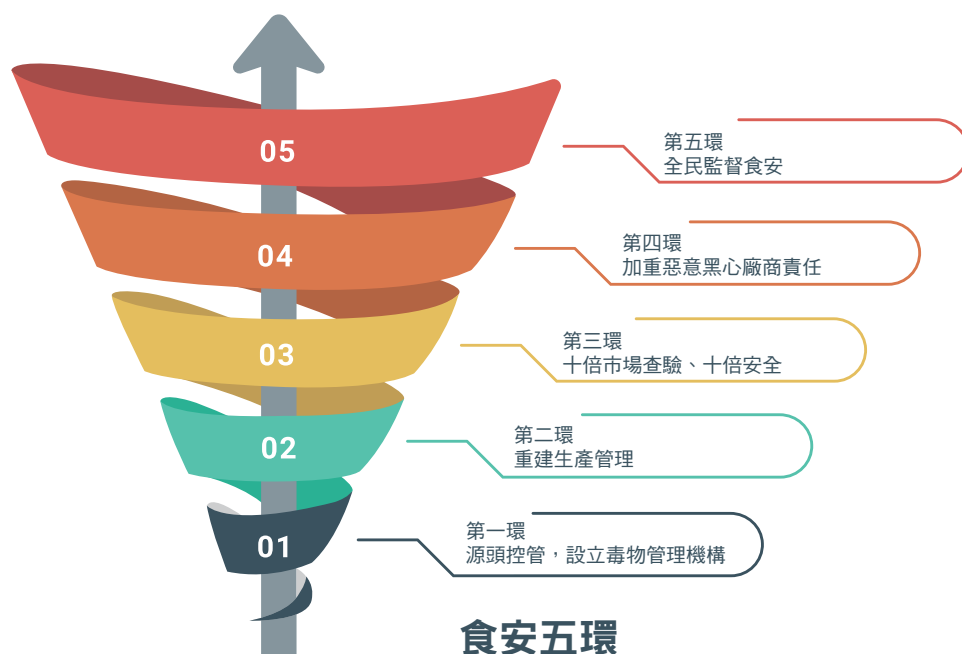 05
第五環
全民監督食安
04
第四環
加重惡意黑心廠商責任
03
第三環
十倍市場查驗、十倍安全
02
第二環
重建生產管理
01
第一環
源頭控管，設立毒物管理機構
食安五環